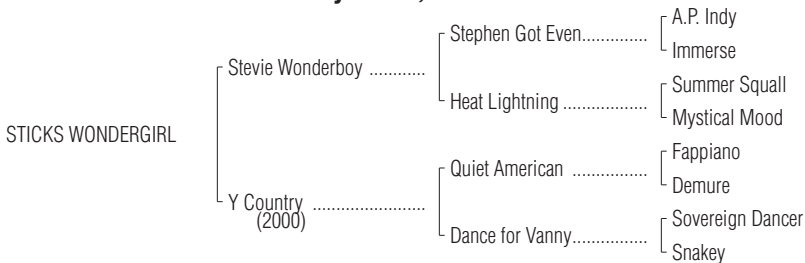 A.P. Indy
Stephen Got Even..............
Immerse
Stevie Wonderboy ............
Summer Squall
Heat Lightning ..................
Mystical Mood
STICKS WONDERGIRL
Fappiano
Quiet American ................
Demure
Y Country ........................
(2000)
Sovereign Dancer
Dance for Vanny................
Snakey